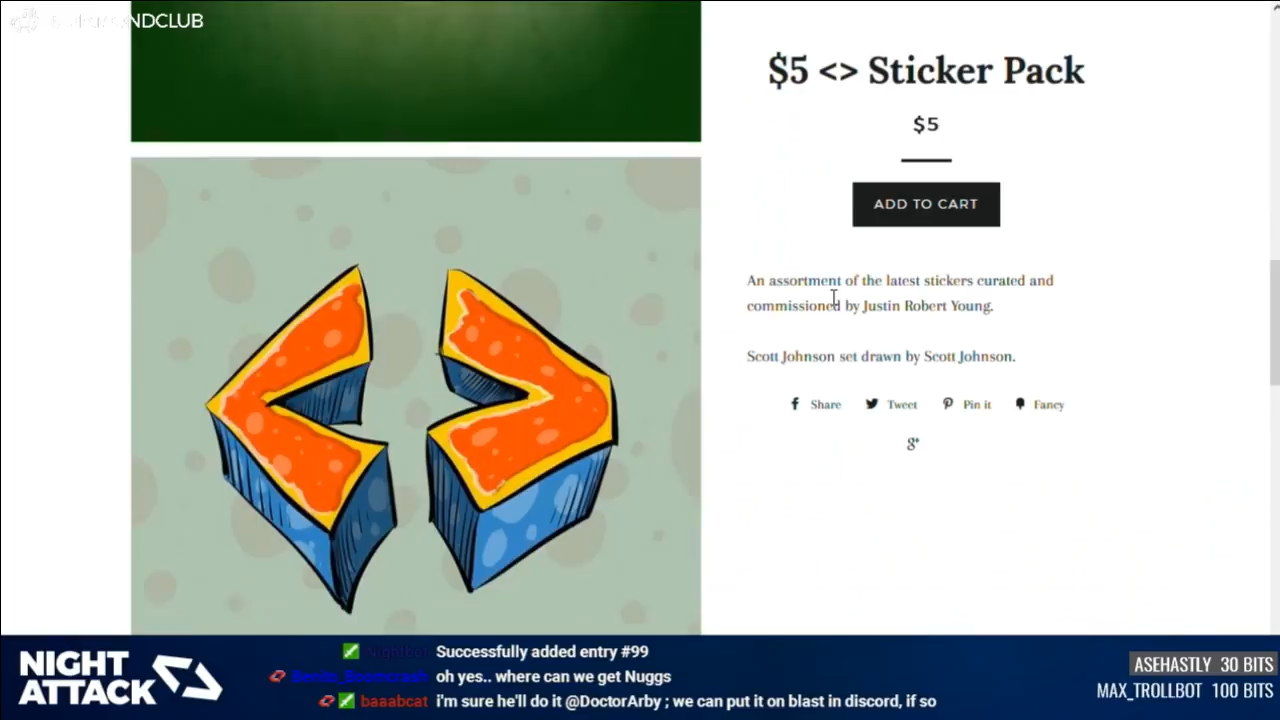 NDCLUB
$5 <> Sticker Pack
$5
ADD TO CART
An assortment of the latest stickers curated and
commissioned by Justin Robert Young.
Scott Johnson set drawn by Scott Johnson.
Share Tweet Pin it Fancy
g+
NIGHT
ATTACK
Nightbot Successfully added entry #99
oh yes.. where can we get Nuggs
baaabcat i'm sure he'll do it @DoctorArby ; we can put it on blast in discord, if so
ASEHASTLY 30 BITS
MAX_TROLLBOT 100 BITS